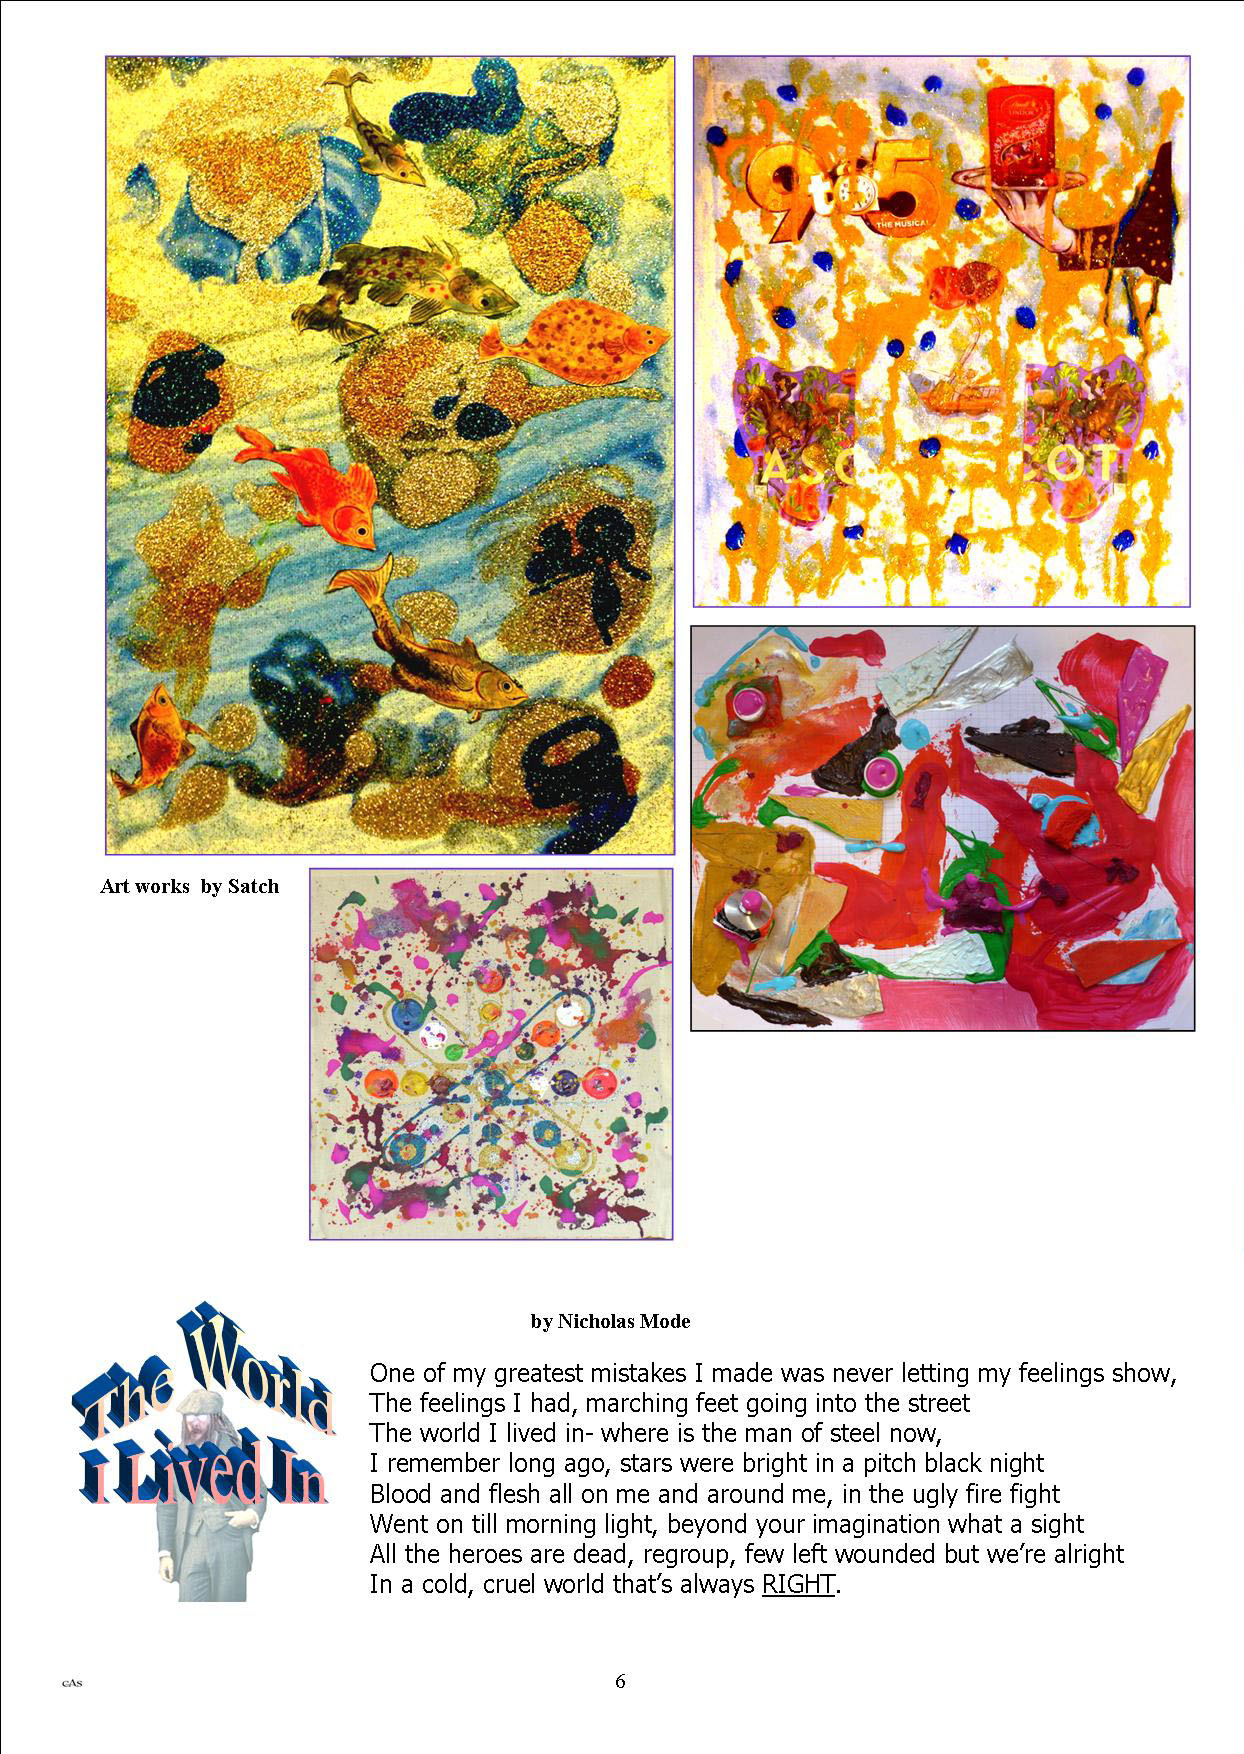 9 to 5
THE MUSICAL
Lindt
LINDOR
ASC
COT
Art works  by Satch
The World
I Lived In
by Nicholas Mode
One of my greatest mistakes I made was never letting my feelings show,
The feelings I had, marching feet going into the street
The world I lived in- where is the man of steel now,
I remember long ago, stars were bright in a pitch black night
Blood and flesh all on me and around me, in the ugly fire fight
Went on till morning light, beyond your imagination what a sight
All the heroes are dead, regroup, few left wounded but we’re alright
In a cold, cruel world that’s always RIGHT.
cAs
6